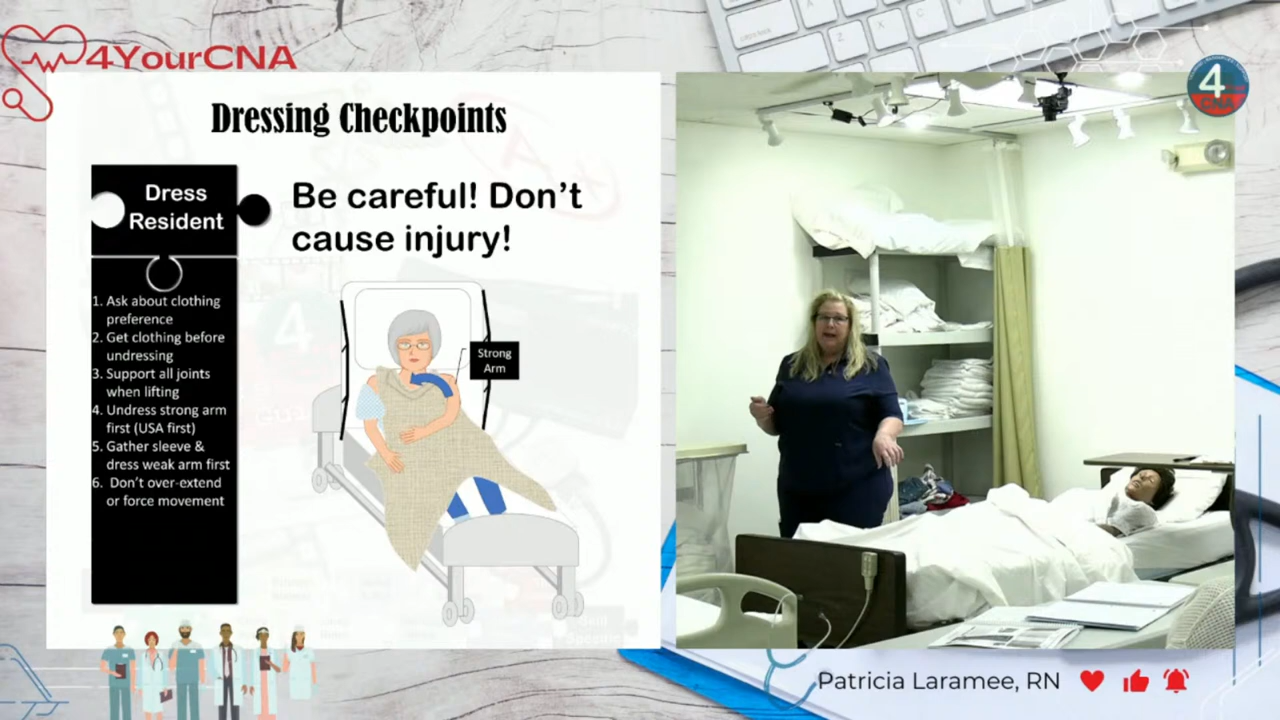 4YourCNA
4
CNA
Dressing Checkpoints
Dress
Resident
Be careful! Don't
cause injury!
1. Ask about clothing
preference
2. Get clothing before
undressing
3. Support all joints
when lifting
4. Undress strong arm
first (USA first)
5. Gather sleeve &
dress weak arm first
6. Don't over-extend
or force movement
Strong
Arm
Patricia Laramee, RN